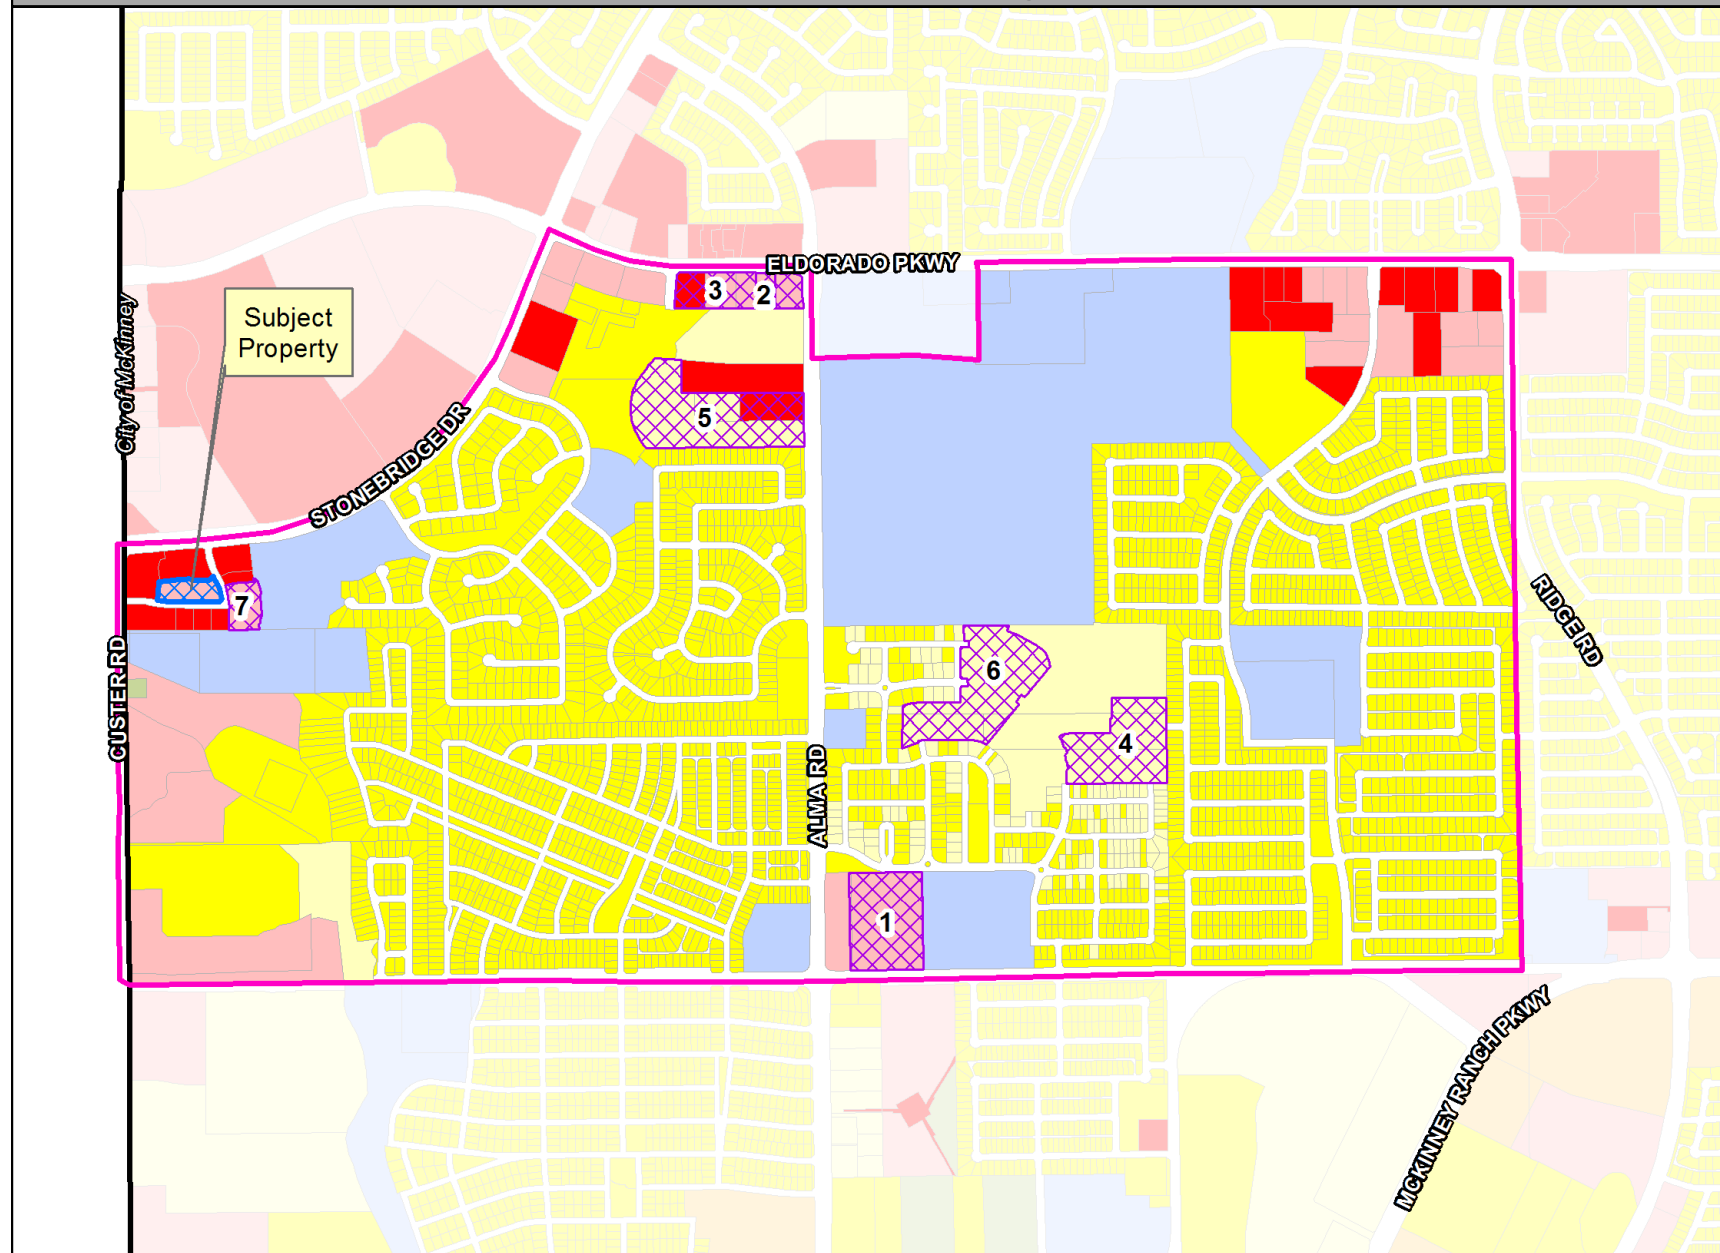 ELDORADO PKWY
3
2
Subject
Property
City of McKinney
STONEBRIDGE DR
5
7
RIDGE RD
CUSTER RD
6
4
ALMA RD
1
MCKINNEY RANCH PKWY